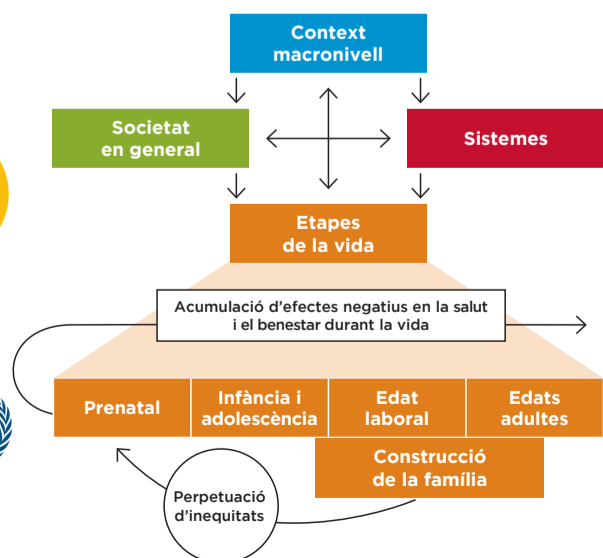 Context
macronivell
Societat
en general
Sistemes
Etapes
de la vida
Acumulació d'efectes negatius en la salut
i el benestar durant la vida
Prenatal
Infància i
adolescència
Edat
laboral
Edats
adultes
Construcció
de la família
Perpetuació
d'inequitats